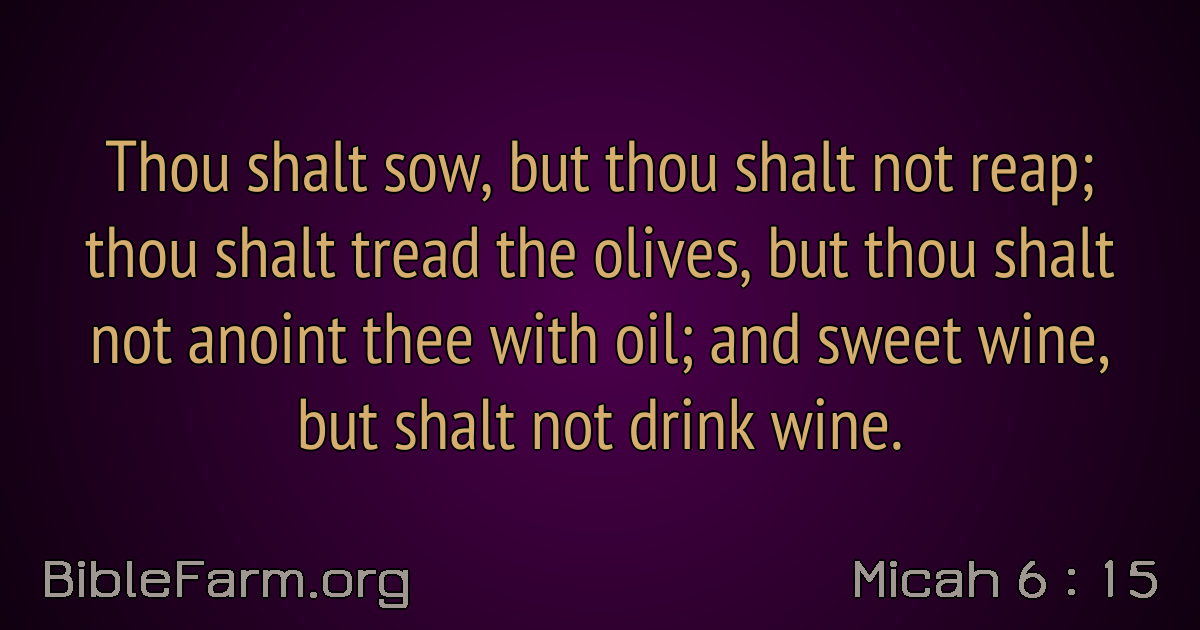 Thou shalt sow, but thou shalt not reap;
thou shalt tread the olives, but thou shalt
not anoint thee with oil; and sweet wine,
but shalt not drink wine.
BibleFarm.org
Micah 6 : 15